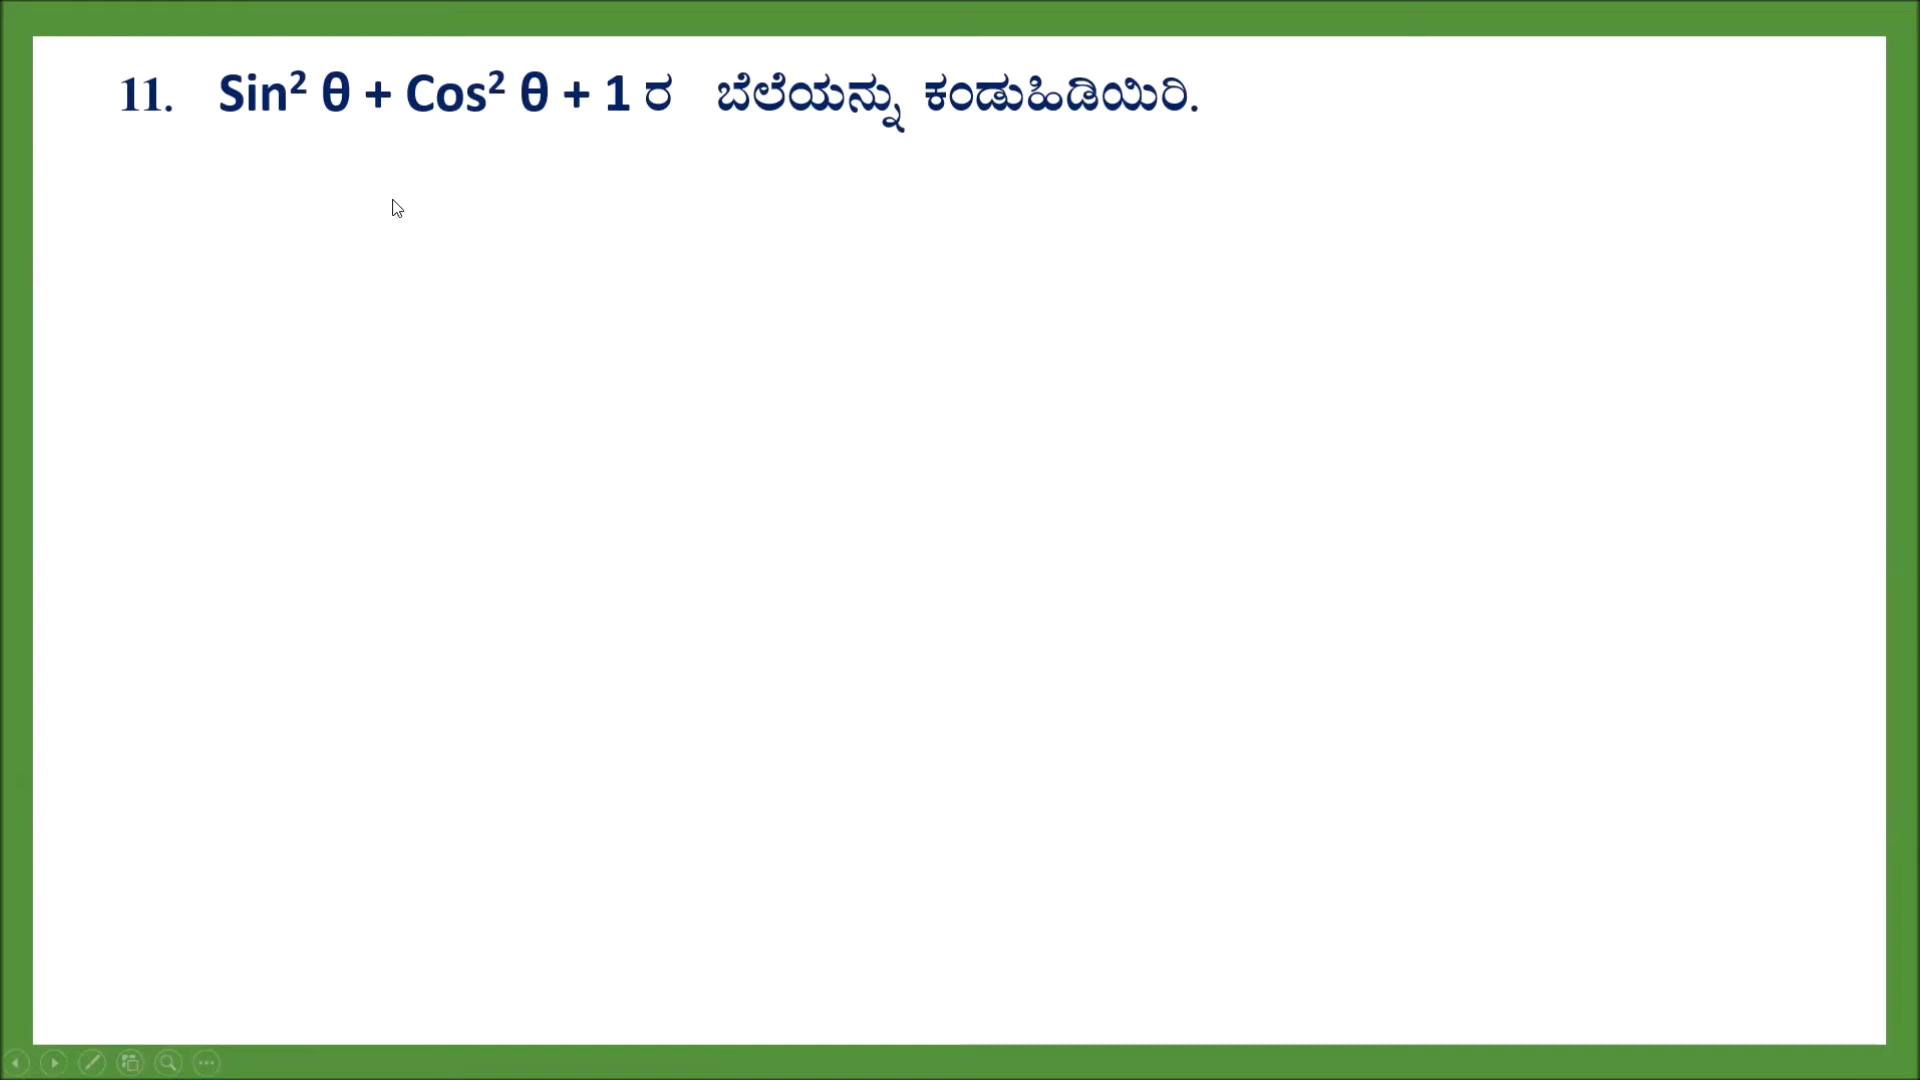 11. Sin² θ + Cos² θ + 1 ರ ಬೆಲೆಯನ್ನು ಕಂಡುಹಿಡಿಯಿರಿ.